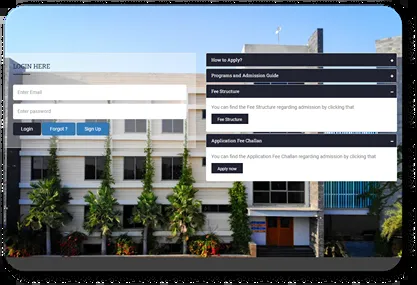 LOGIN HERE
Enter Email
Enter password
Login
Forgot ?
Sign Up
How to Apply?
Programs and Admission Guide
Fee Structure
You can find the Fee Structure regarding admission by clicking that
Fee Structure
Application Fee Challan
You can find the Application Fee Challan regarding admission by clicking that
Apply now